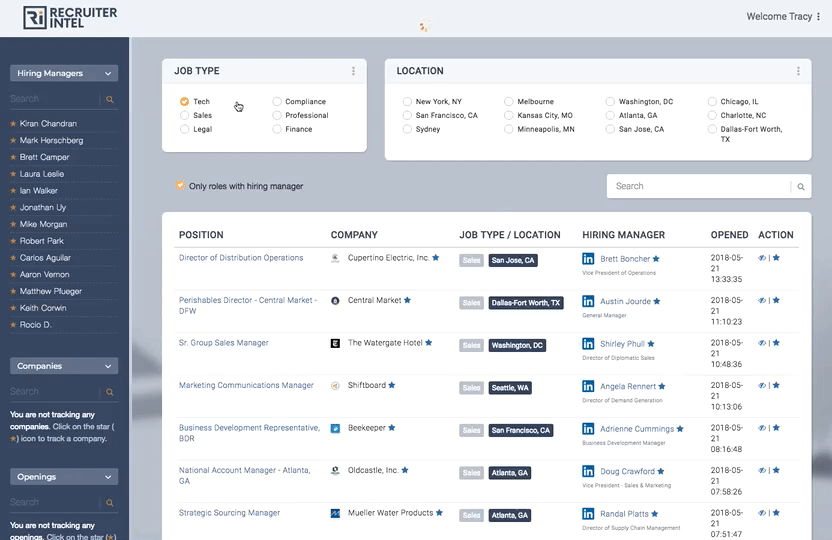 RECRUITER
INTEL
Welcome Tracy
Hiring Managers
Search
Kiran Chandran
Mark Herschberg
Brett Camper
Laura Leslie
Ian Walker
Jonathan Uy
Mike Morgan
Robert Park
Carlos Aguilar
Aaron Vernon
Matthew Pflueger
Keith Corwin
Rocio D.
Companies
Search
You are not tracking any
companies. Click on the star (
★) icon to track a company.
Openings
Search
You are not tracking any
openings. Click on the star (★)
JOB TYPE
Tech
Compliance
Sales
Professional
Legal
Finance
LOCATION
New York, NY
Melbourne
Washington, DC
Chicago, IL
San Francisco, CA
Kansas City, MO
Atlanta, GA
Charlotte, NC
Sydney
Minneapolis, MN
San Jose, CA
Dallas-Fort Worth,
TX
Only roles with hiring manager
Search
POSITION COMPANY JOB TYPE / LOCATION HIRING MANAGER OPENED ACTION
Director of Distribution Operations Cupertino Electric, Inc. Sales San Jose, CA Brett Boncher 2018-05-
Vice President of Operations 21
13:33:35
Perishables Director - Central Market - Central Market Sales Dallas-Fort Worth, TX Austin Jourde 2018-05-
DFW General Manager 21
11:10:23
Sr. Group Sales Manager The Watergate Hotel Sales Washington, DC Shirley Phull 2018-05-
Director of Diplomatic Sales 21
10:48:36
Marketing Communications Manager Shiftboard Sales Seattle, WA Angela Rennert 2018-05-
Director of Demand Generation 21
10:13:06
Business Development Representative, Beekeeper Sales San Francisco, CA Adrienne Cummings 2018-05-
BDR Business Development Manager 21
08:16:48
National Account Manager - Atlanta, Oldcastle, Inc. Sales Atlanta, GA Doug Crawford 2018-05-
GA Vice President - Sales & Marketing 21
07:58:26
Strategic Sourcing Manager Mueller Water Products Sales Atlanta, GA Randal Platts 2018-05-
Director of Supply Chain Management 21
07:51:47